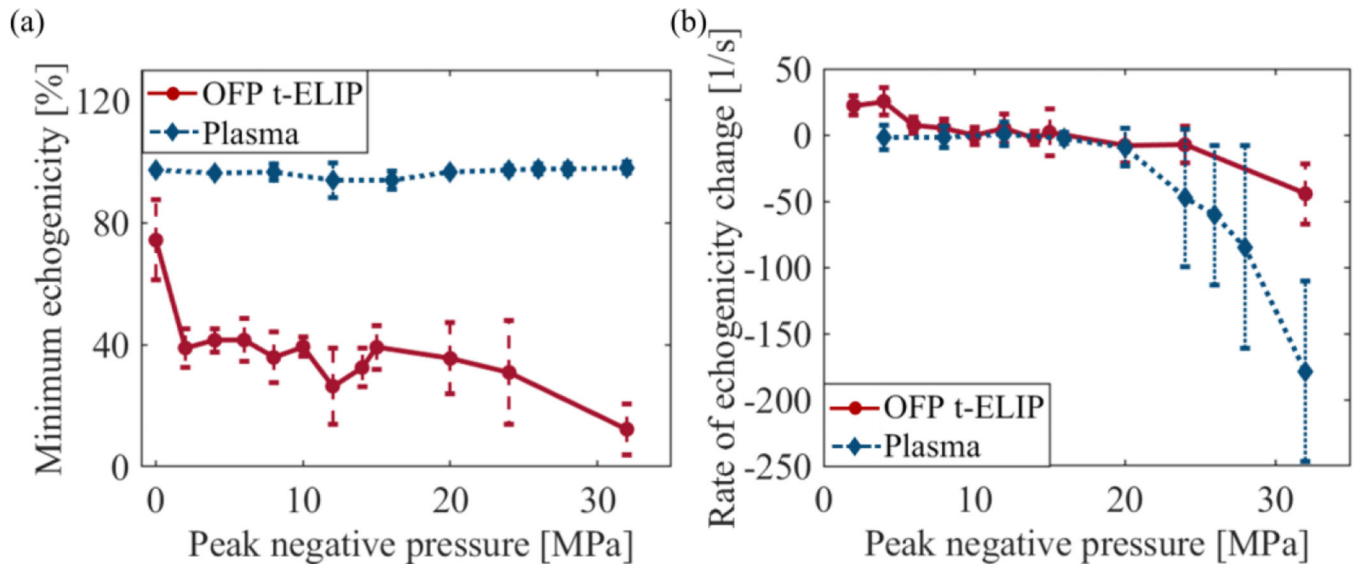 (a)
Minimum echogenicity [%]
120
80
40
0
OFP t-ELIP
Plasma
0
10
20
30
Peak negative pressure [MPa]
(b)
Rate of echogenicity change [1/s]
50
0
-50
-100
-150
-200
-250
OFP t-ELIP
Plasma
0
10
20
30
Peak negative pressure [MPa]